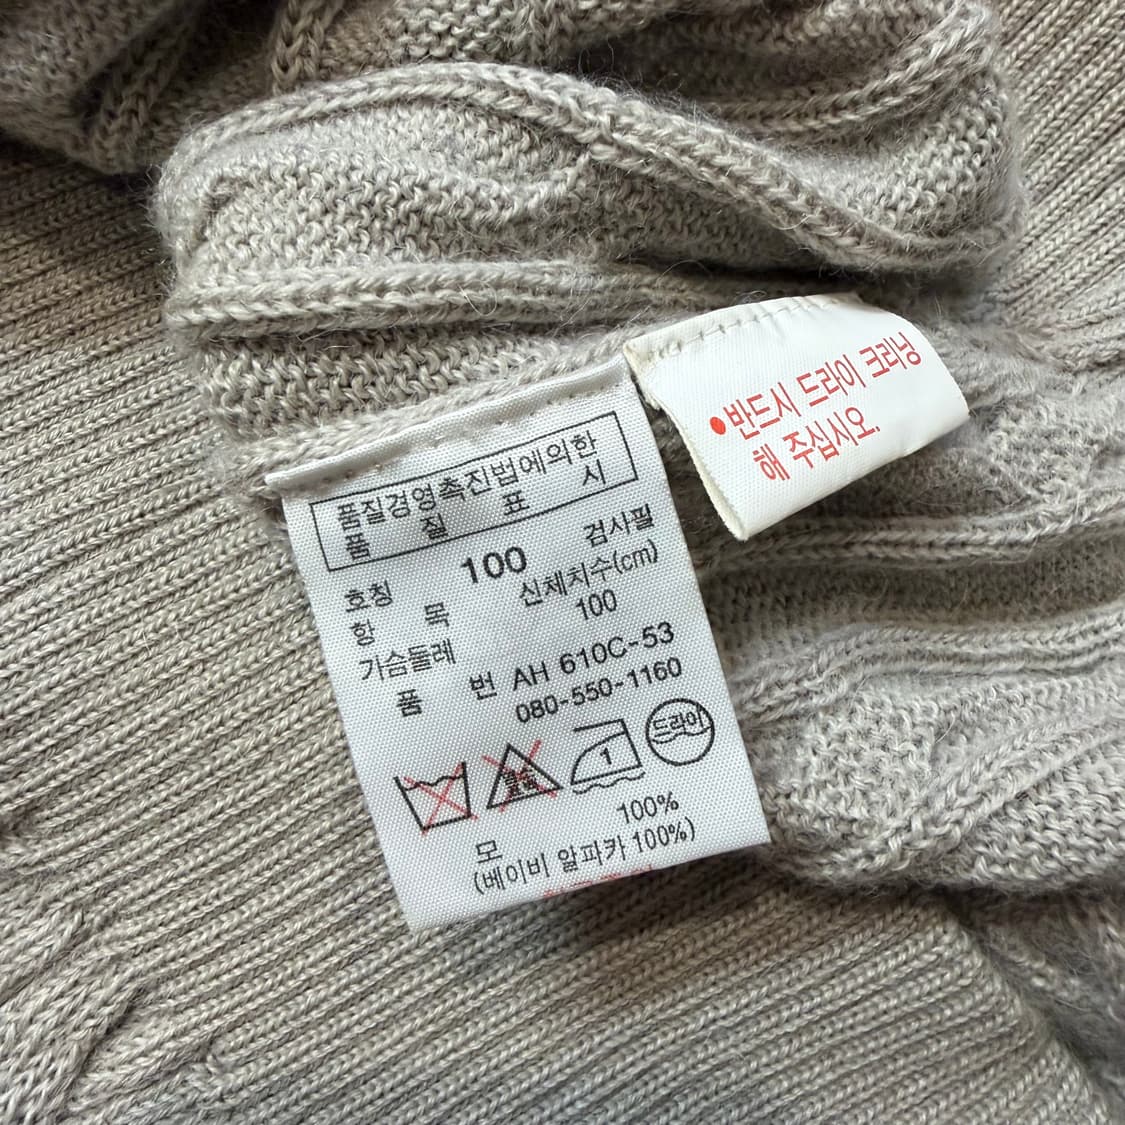 품질경영촉진법에의한
품 질 표 시
검사필
호칭 100
항 목 신체치수(cm)
가슴둘레 100
품 번 AH 610C-53
080-550-1160
1 드라이
모 100%
(베이비 알파카 100%)
•반드시 드라이 크리닝
해 주십시오.